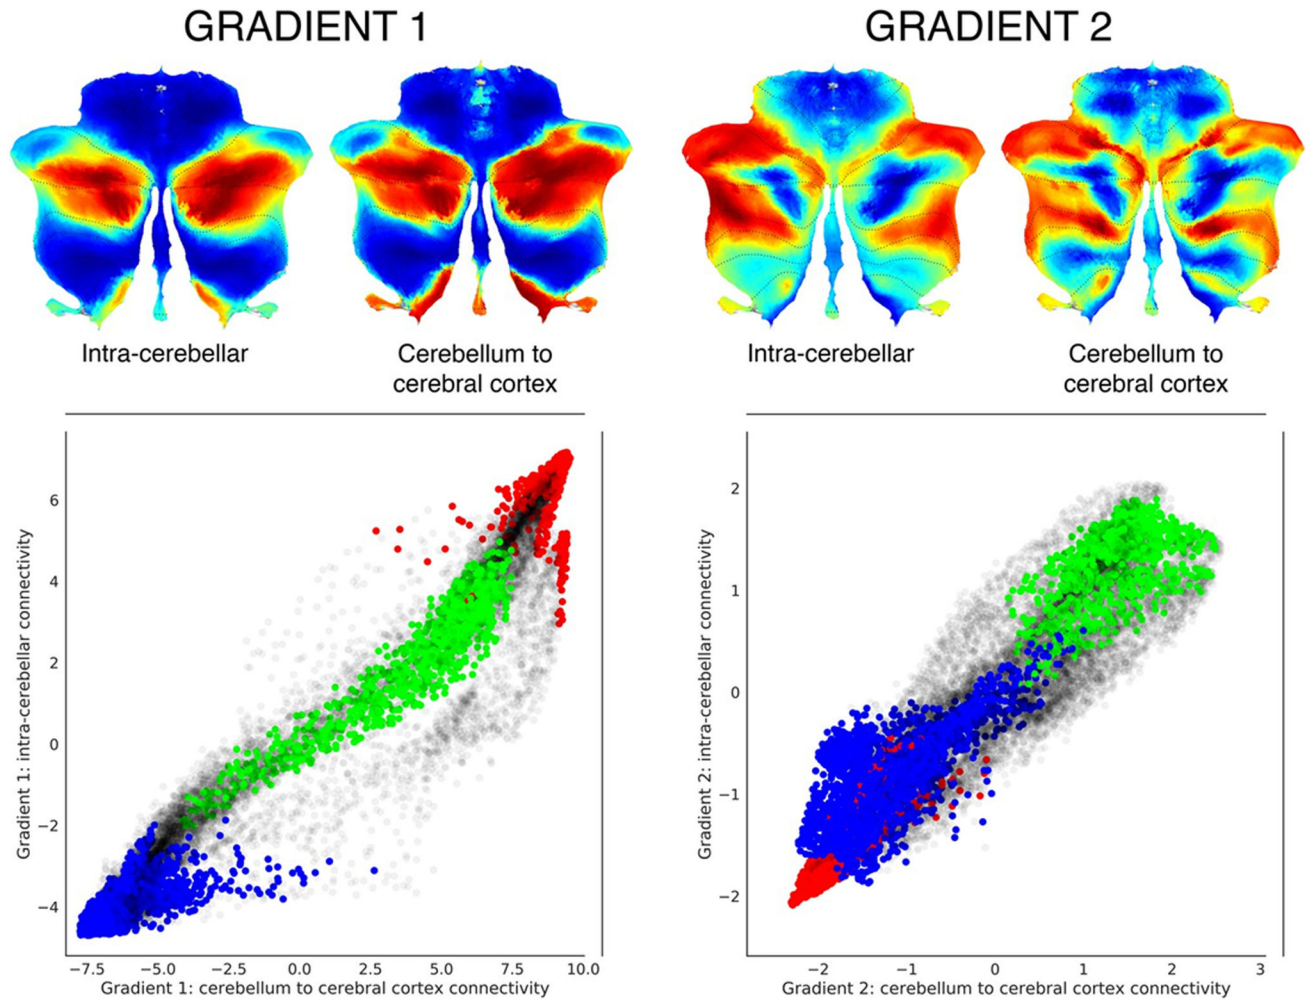 GRADIENT 1
GRADIENT 2
Intra-cerebellar
Cerebellum to
cerebral cortex
Intra-cerebellar
Cerebellum to
cerebral cortex
Gradient 1: intra-cerebellar connectivity
6
4
2
0
−2
−4
−7.5 −5.0 −2.5 0.0 2.5 5.0 7.5 10.0
Gradient 1: cerebellum to cerebral cortex connectivity
Gradient 2: intra-cerebellar connectivity
2
1
0
−1
−2
−2 −1 0 1 2 3
Gradient 2: cerebellum to cerebral cortex connectivity